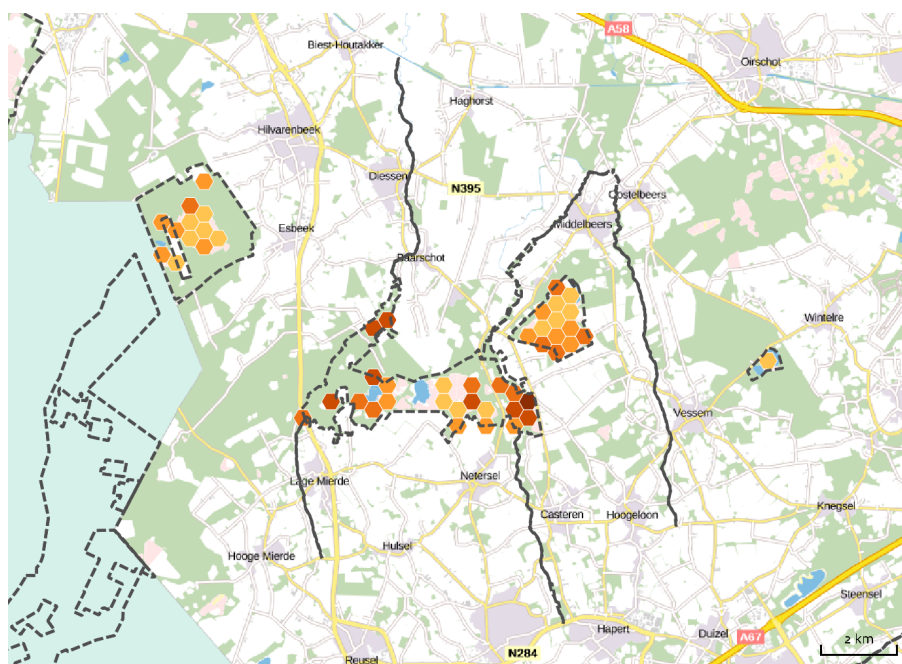 A58
Biest-Houtakker
Oirschot
Haghorst
Hilvarenbeek
Diessen
N395
Oostelbeers
Middelbeers
Esbeek
Baarschot
Wintelre
Vessem
Netersel
Lage Mierde
Casteren
Hoogeloon
Knegsel
Hooge Mierde
Hulsel
Steensel
Hapert
Duizel
A67
2 km
N284
Reusel